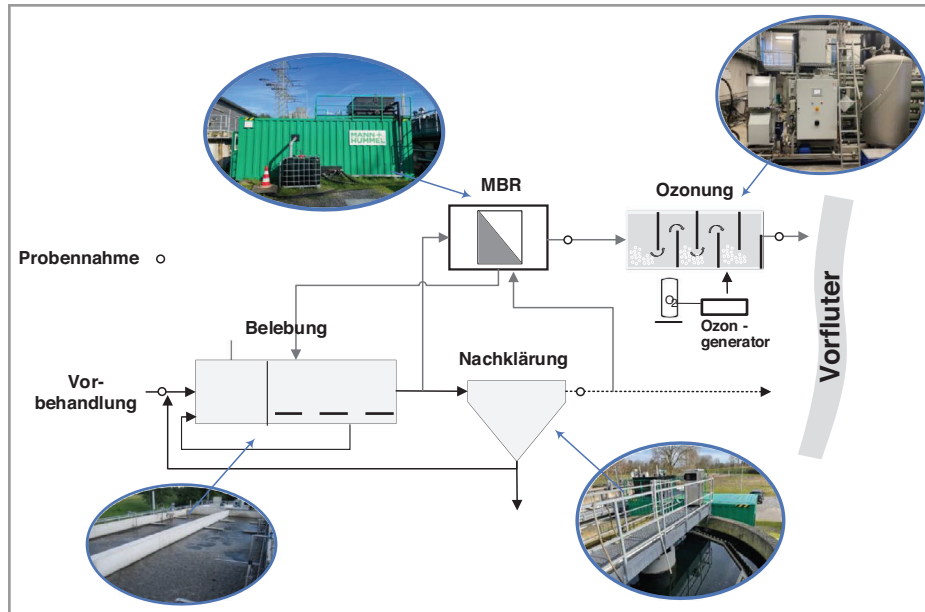 MANN+
HUMMEL
MBR
Ozonung
Probennahme
O2
Ozon -
generator
Belebung
Nachklärung
Vor-
behandlung
Vorfluter